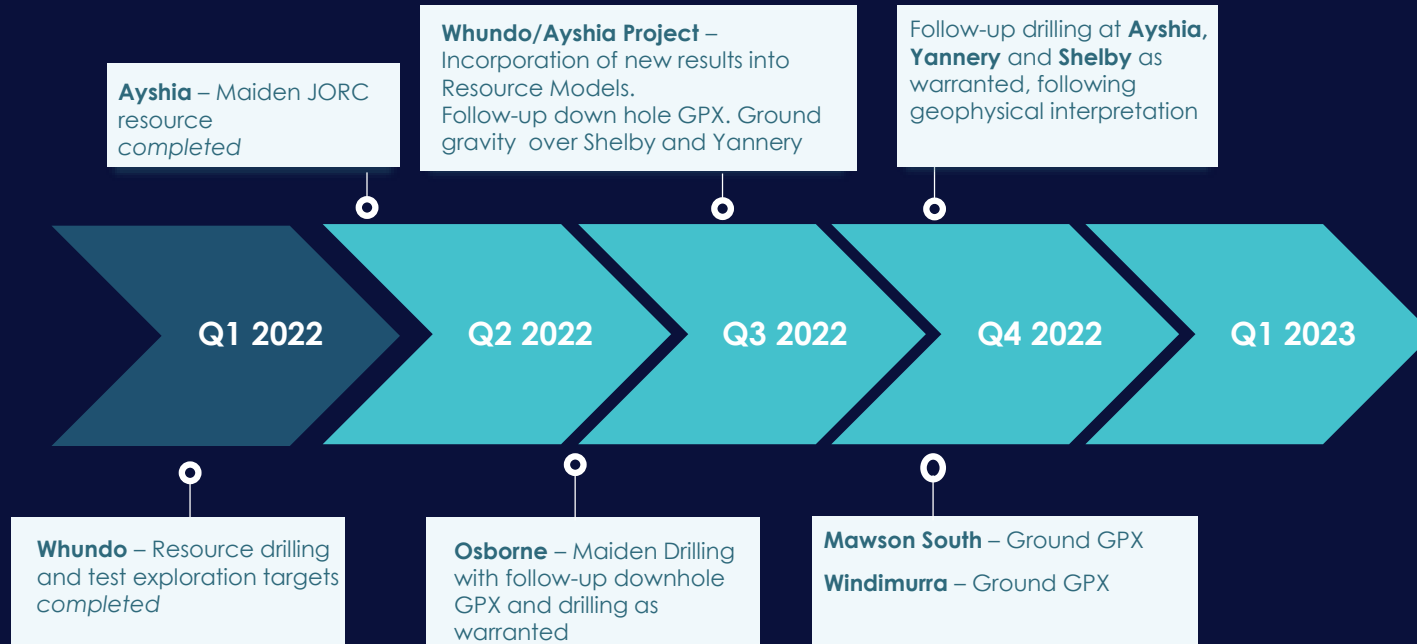 Ayshia – Maiden JORC
resource
completed
Whundo/Ayshia Project –
Incorporation of new results into
Resource Models.
Follow-up down hole GPX. Ground
gravity over Shelby and Yannery
Follow-up drilling at Ayshia,
Yannery and Shelby as
warranted, following
geophysical interpretation
Q1 2022
Q2 2022
Q3 2022
Q4 2022
Q1 2023
Whundo – Resource drilling
and test exploration targets
completed
Osborne – Maiden Drilling
with follow-up downhole
GPX and drilling as
warranted
Mawson South – Ground GPX
Windimurra – Ground GPX